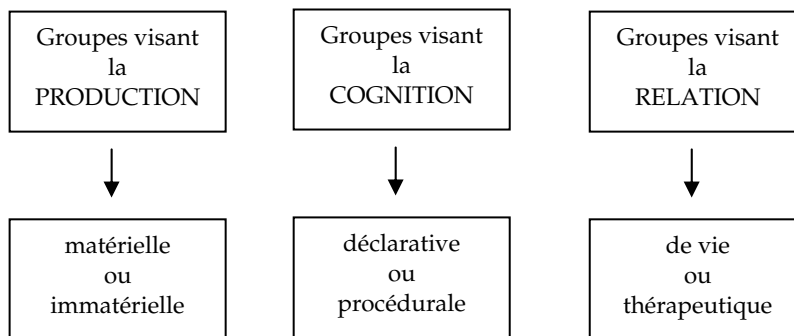 Groupes visant
la
PRODUCTION
Groupes visant
la
COGNITION
Groupes visant
la
RELATION
matérielle
ou
immatérielle
déclarative
ou
procédurale
de vie
ou
thérapeutique